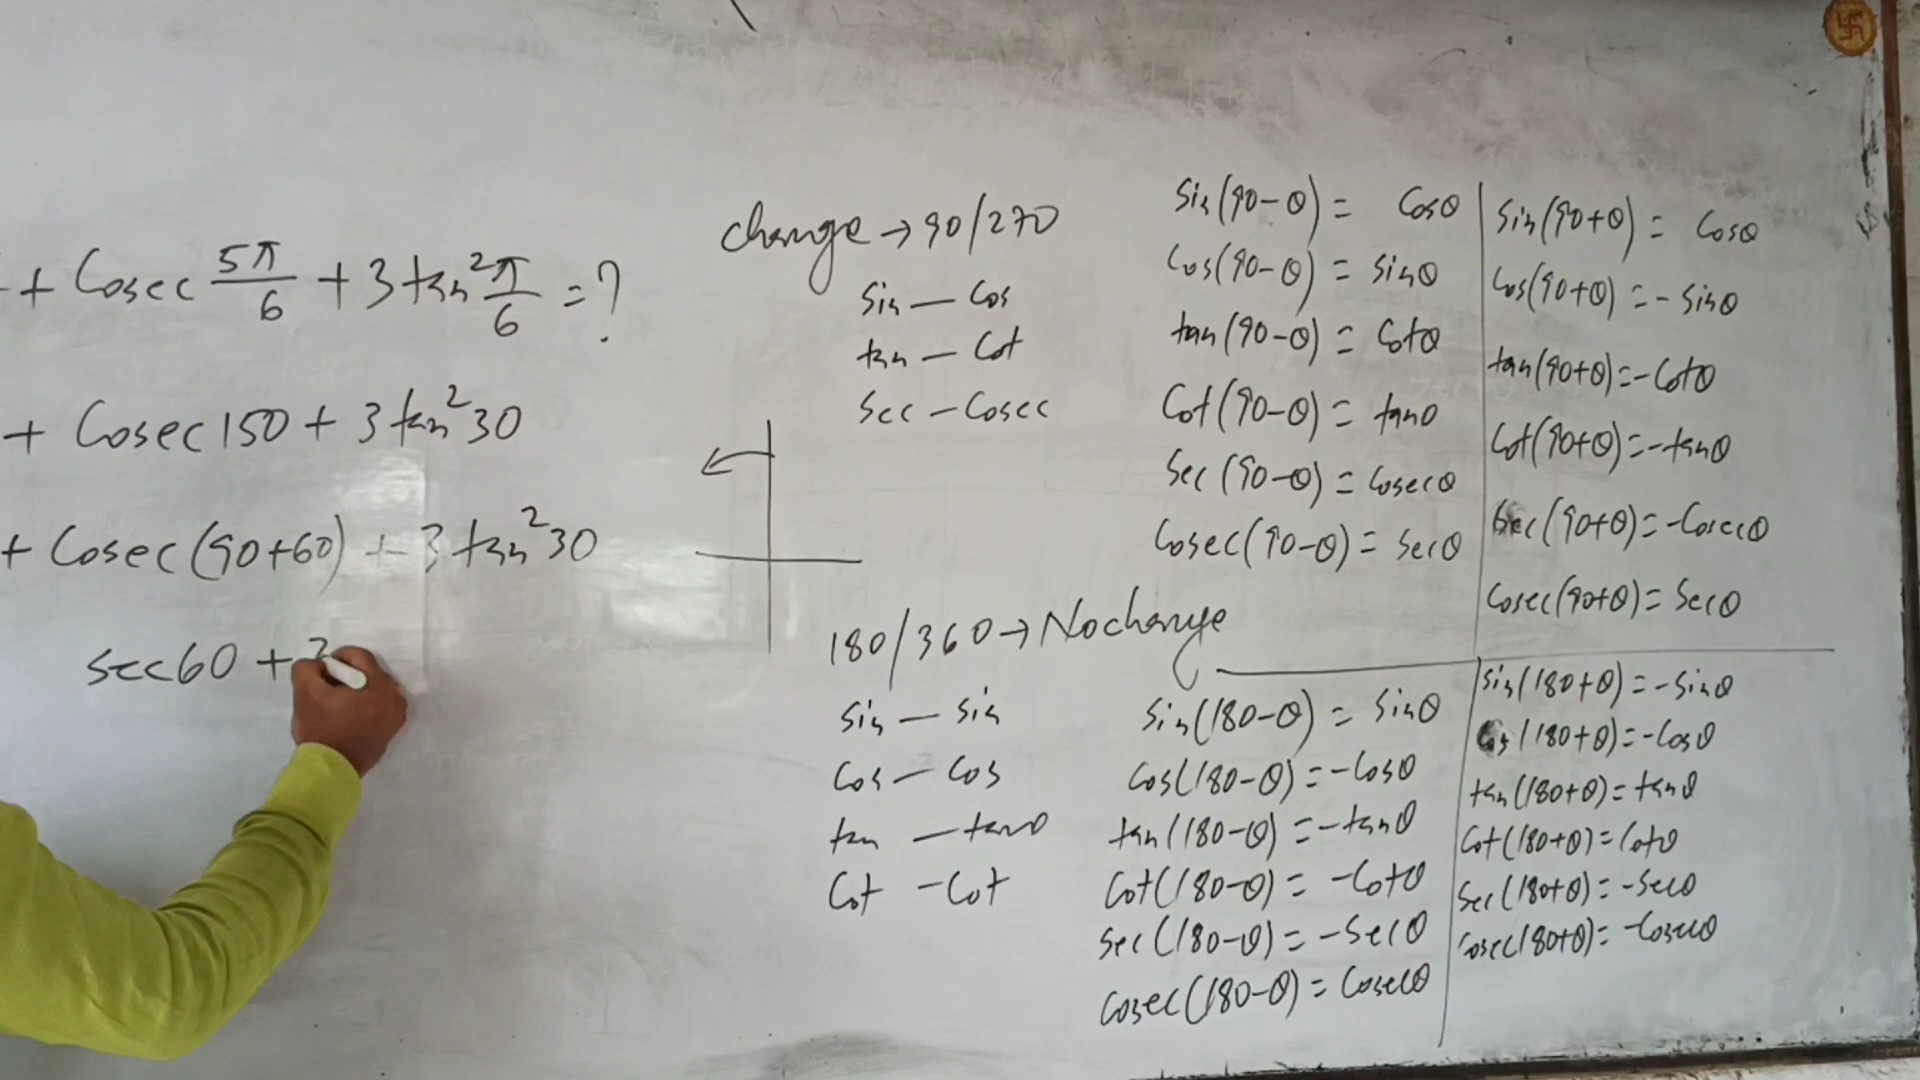 + Cosec 5π/6 + 3 tan²π/6 = ?
+ Cosec 150 + 3 tan² 30
+ Cosec (90+60) + 3 tan² 30
sec 60 + 3
change → 90/270
Sin — Cos
tan — Cot
Sec — Cosec
180/360 → No change
Sin — Sin
Cos — Cos
tan — tanθ
Cot — Cot
Sin(90-θ) = Cosθ
Cos(90-θ) = Sinθ
tan(90-θ) = Cotθ
Cot(90-θ) = tanθ
Sec(90-θ) = Cosecθ
Cosec(90-θ) = Secθ
Sin(90+θ) = Cosθ
Cos(90+θ) = - Sinθ
tan(90+θ) = -Cotθ
Cot(90+θ) = -tanθ
Sec(90+θ) = -Cosecθ
Cosec(90+θ) = Secθ
Sin(180-θ) = Sinθ
Cos(180-θ) = -Cosθ
tan(180-θ) = -tanθ
Cot(180-θ) = -Cotθ
Sec(180-θ) = -Secθ
Cosec(180-θ) = Cosecθ
Sin(180+θ) = -Sinθ
Cos(180+θ) = -Cosθ
tan(180+θ) = tanθ
Cot(180+θ) = Cotθ
Sec(180+θ) = -Secθ
Cosec(180+θ) = -Cosecθ